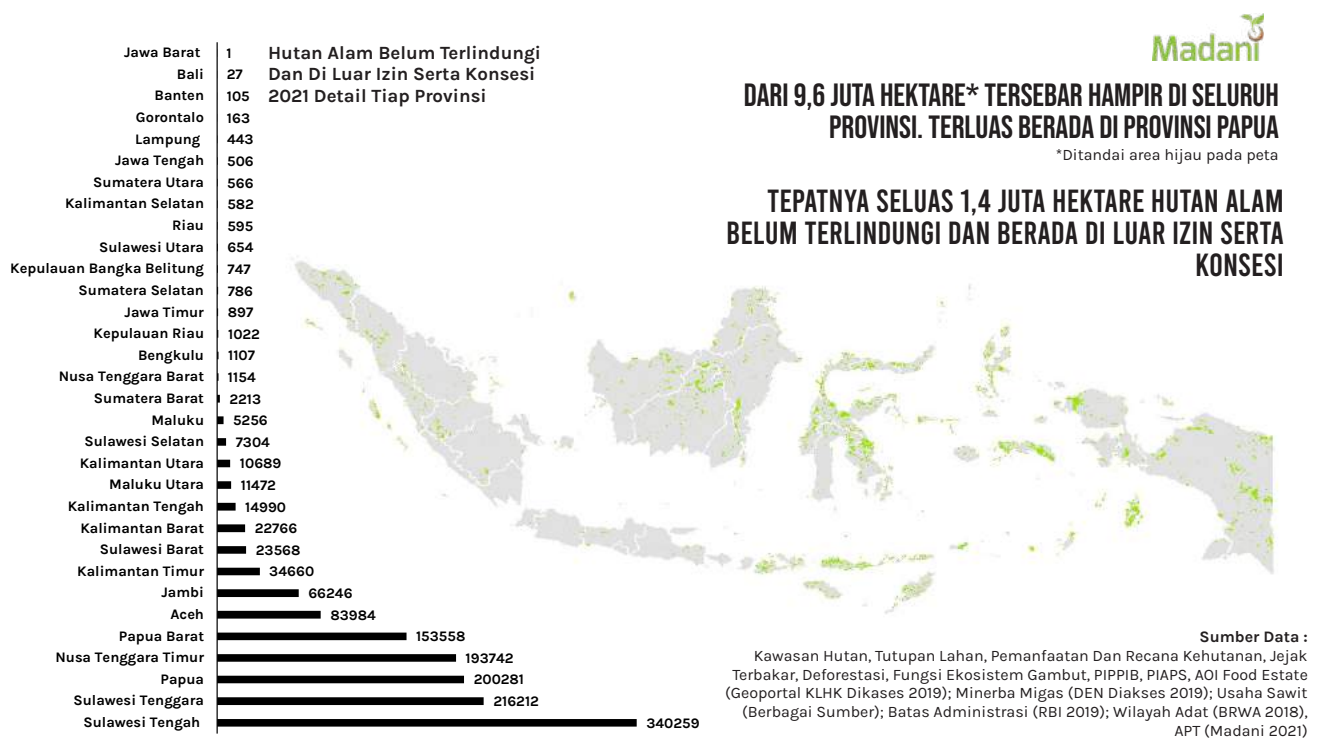 Madani
Hutan Alam Belum Terlindungi
Dan Di Luar Izin Serta Konsesi
2021 Detail Tiap Provinsi
DARI 9,6 JUTA HEKTARE* TERSEBAR HAMPIR DI SELURUH
PROVINSI. TERLUAS BERADA DI PROVINSI PAPUA
*Ditandai area hijau pada peta
TEPATNYA SELUAS 1,4 JUTA HEKTARE HUTAN ALAM
BELUM TERLINDUNGI DAN BERADA DI LUAR IZIN SERTA
KONSESI
Jawa Barat 1
Bali 27
Banten 105
Gorontalo 163
Lampung 443
Jawa Tengah 506
Sumatera Utara 566
Kalimantan Selatan 582
Riau 595
Sulawesi Utara 654
Kepulauan Bangka Belitung 747
Sumatera Selatan 786
Jawa Timur 897
Kepulauan Riau 1022
Bengkulu 1107
Nusa Tenggara Barat 1154
Sumatera Barat 2213
Maluku 5256
Sulawesi Selatan 7304
Kalimantan Utara 10689
Maluku Utara 11472
Kalimantan Tengah 14990
Kalimantan Barat 22766
Sulawesi Barat 23568
Kalimantan Timur 34660
Jambi 66246
Aceh 83984
Papua Barat 153558
Nusa Tenggara Timur 193742
Papua 200281
Sulawesi Tenggara 216212
Sulawesi Tengah 340259
Sumber Data :
Kawasan Hutan, Tutupan Lahan, Pemanfaatan Dan Recana Kehutanan, Jejak
Terbakar, Deforestasi, Fungsi Ekosistem Gambut, PIPPIB, PIAPS, AOI Food Estate
(Geoportal KLHK Dikases 2019); Minerba Migas (DEN Diakses 2019); Usaha Sawit
(Berbagai Sumber); Batas Administrasi (RBI 2019); Wilayah Adat (BRWA 2018),
APT (Madani 2021)